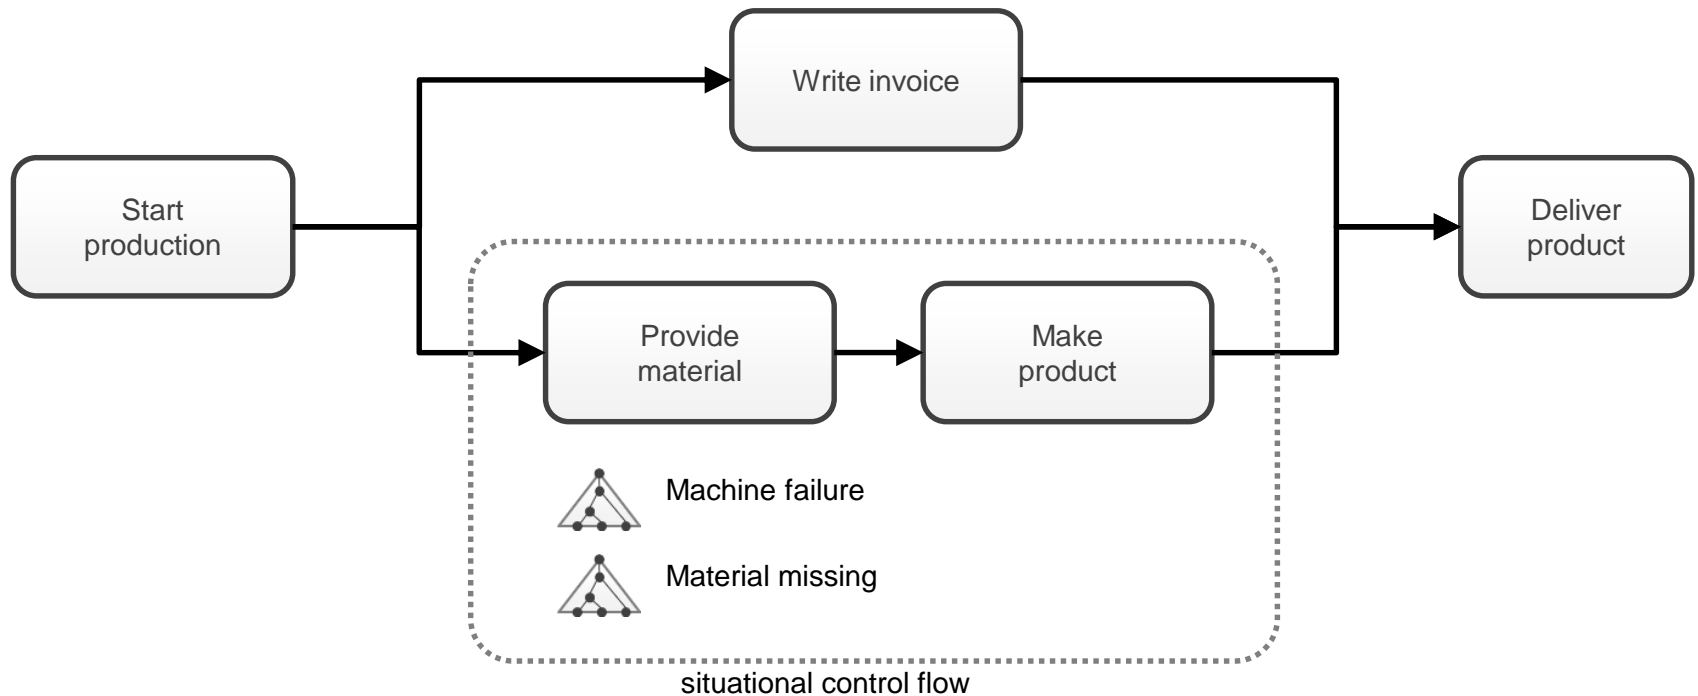 Write invoice
Start
production
Deliver
product
Provide
material
Make
product
Machine failure
Material missing
situational control flow